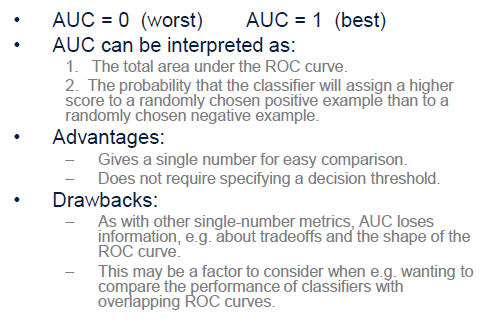 • AUC = 0 (worst) AUC = 1 (best)
• AUC can be interpreted as:
1. The total area under the ROC curve.
2. The probability that the classifier will assign a higher
score to a randomly chosen positive example than to a
randomly chosen negative example.
• Advantages:
– Gives a single number for easy comparison.
– Does not require specifying a decision threshold.
• Drawbacks:
– As with other single-number metrics, AUC loses
information, e.g. about tradeoffs and the shape of the
ROC curve.
– This may be a factor to consider when e.g. wanting to
compare the performance of classifiers with
overlapping ROC curves.